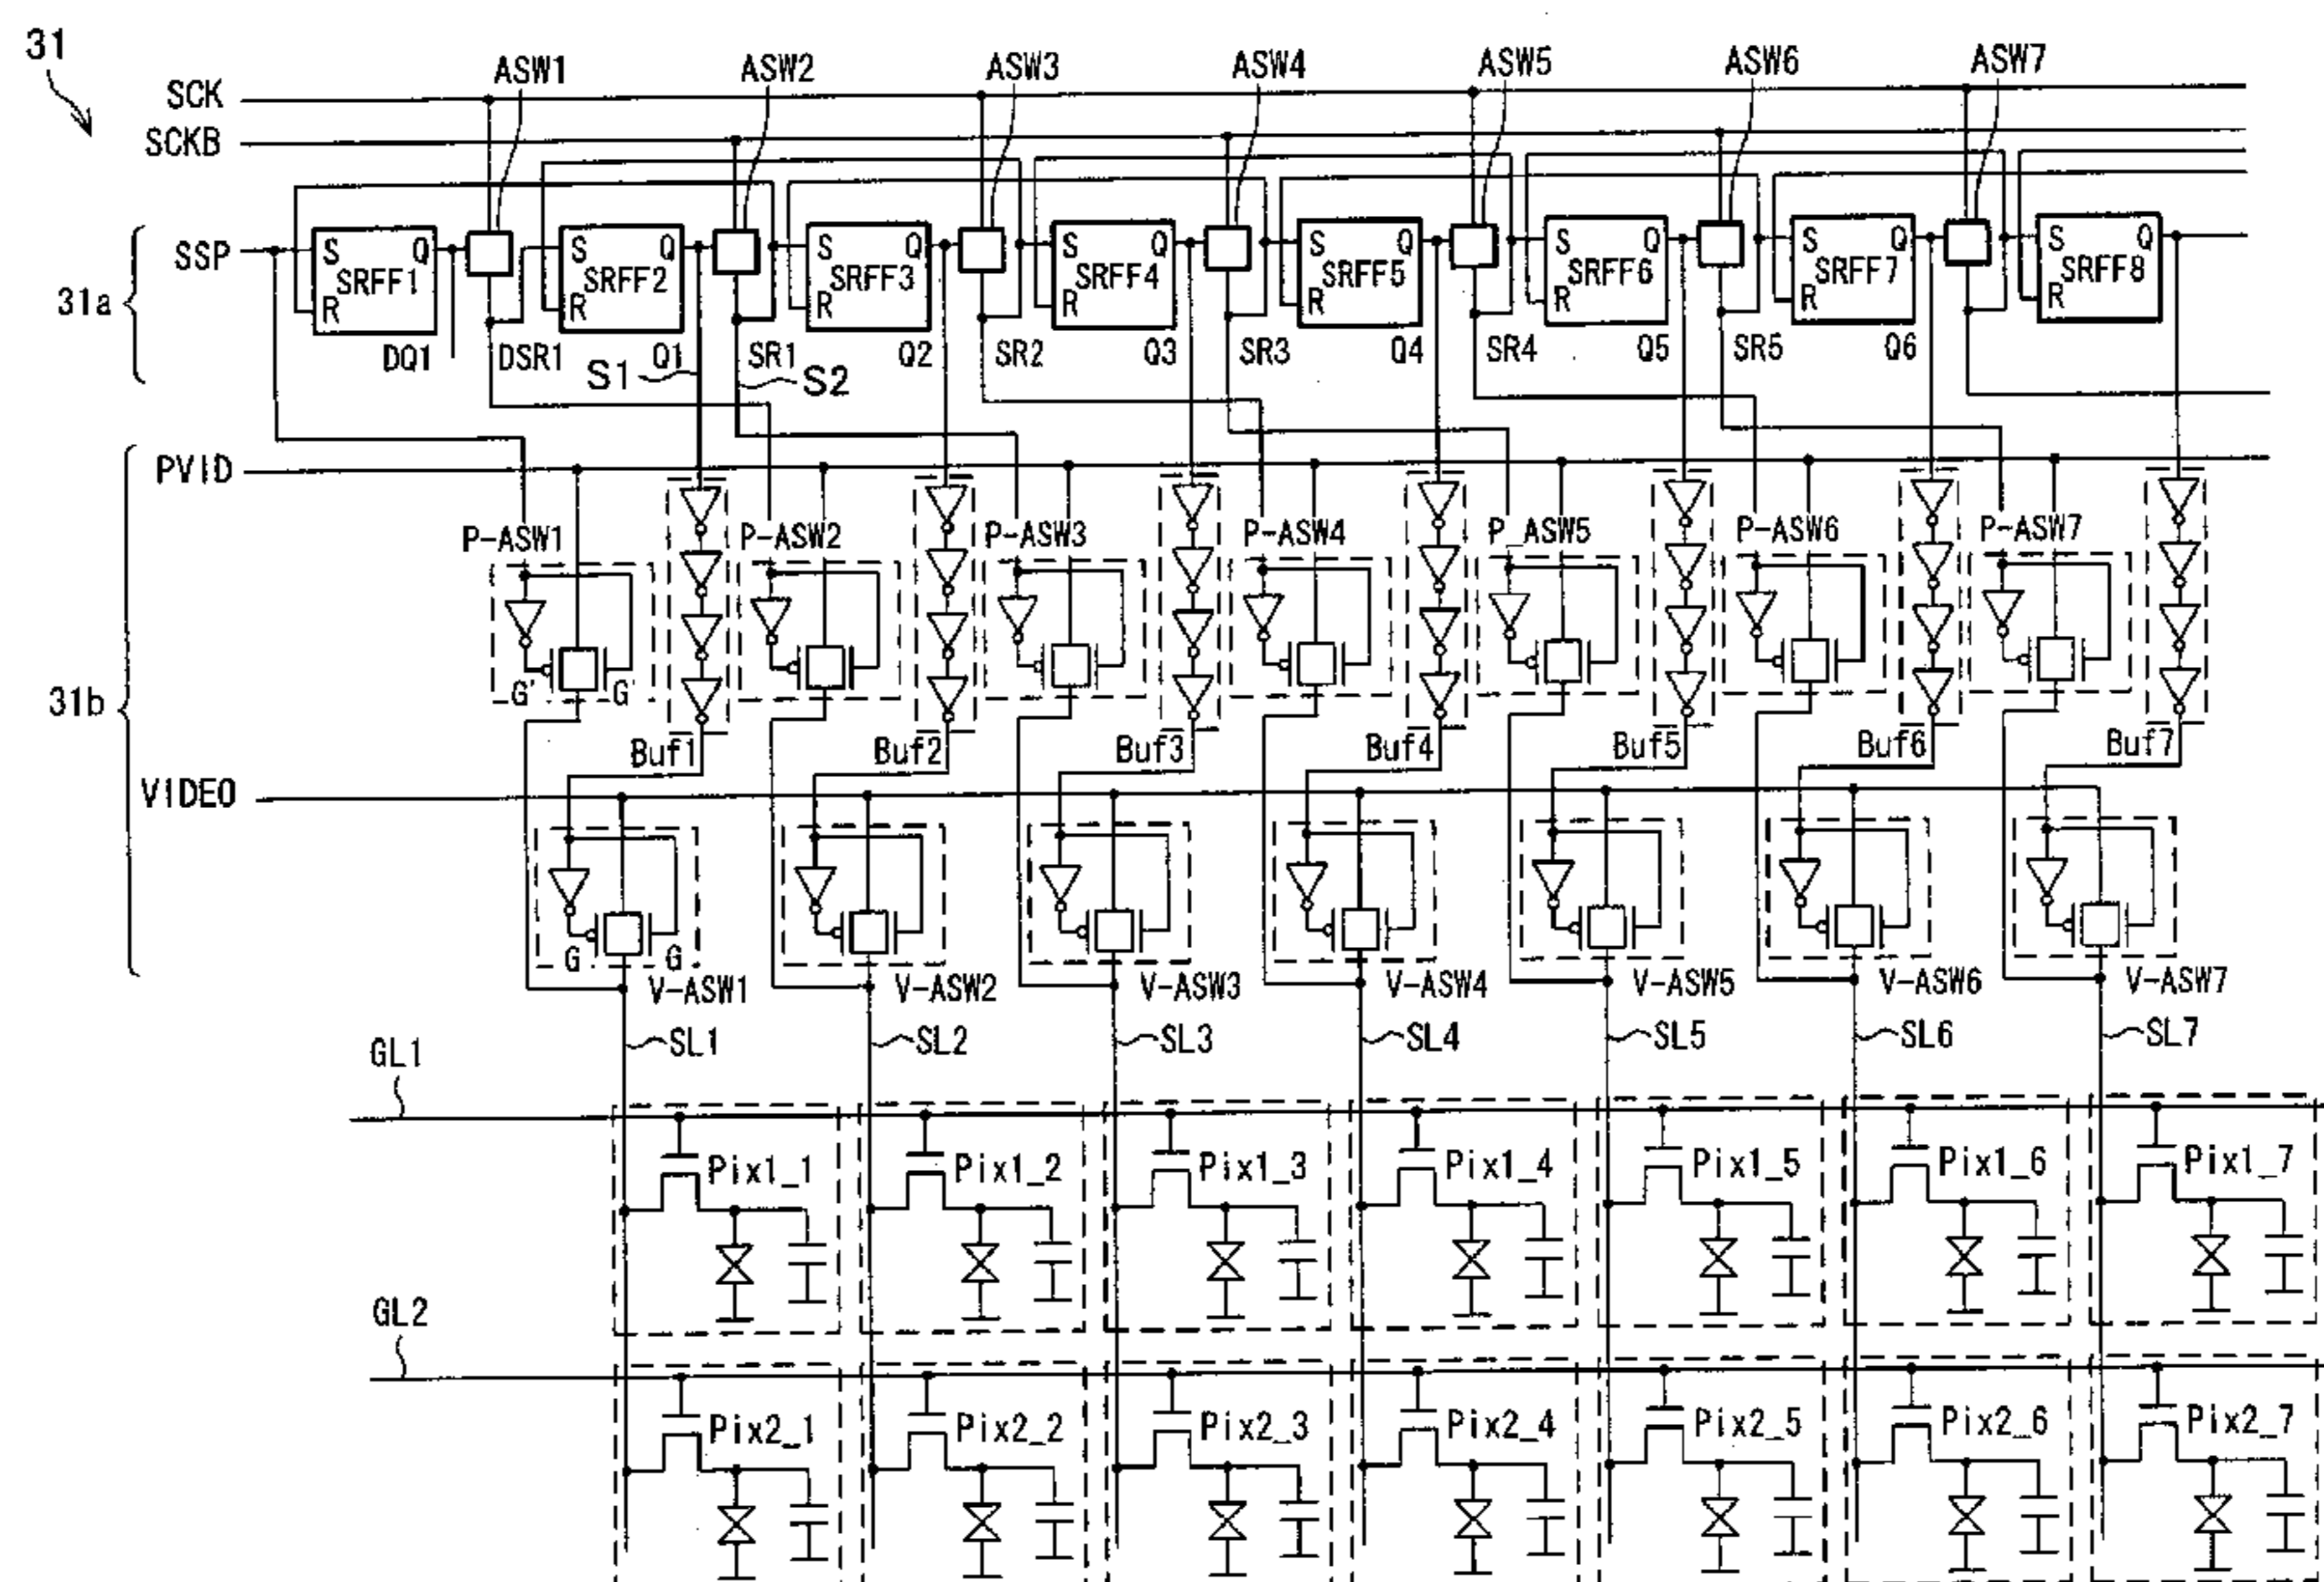 31
ASW1 ASW2 ASW3 ASW4 ASW5 ASW6 ASW7
SCK
SCKB
SSP
31a
S Q SRFF1 R
S Q SRFF2 R
S Q SRFF3 R
S Q SRFF4 R
S Q SRFF5 R
S Q SRFF6 R
S Q SRFF7 R
S Q SRFF8 R
DQ1 DSR1 Q1 SR1 Q2 SR2 Q3 SR3 Q4 SR4 Q5 SR5 Q6
S1 S2
PVID
P-ASW1 P-ASW2 P-ASW3 P-ASW4 P_ASW5 P-ASW6 P-ASW7
G' G'
31b
Buf1 Buf2 Buf3 Buf4 Buf5 Buf6 Buf7
VIDEO
G G
V-ASW1 V-ASW2 V-ASW3 V-ASW4 V-ASW5 V-ASW6 V-ASW7
SL1 SL2 SL3 SL4 SL5 SL6 SL7
GL1
Pix1_1 Pix1_2 Pix1_3 Pix1_4 Pix1_5 Pix1_6 Pix1_7
GL2
Pix2_1 Pix2_2 Pix2_3 Pix2_4 Pix2_5 Pix2_6 Pix2_7